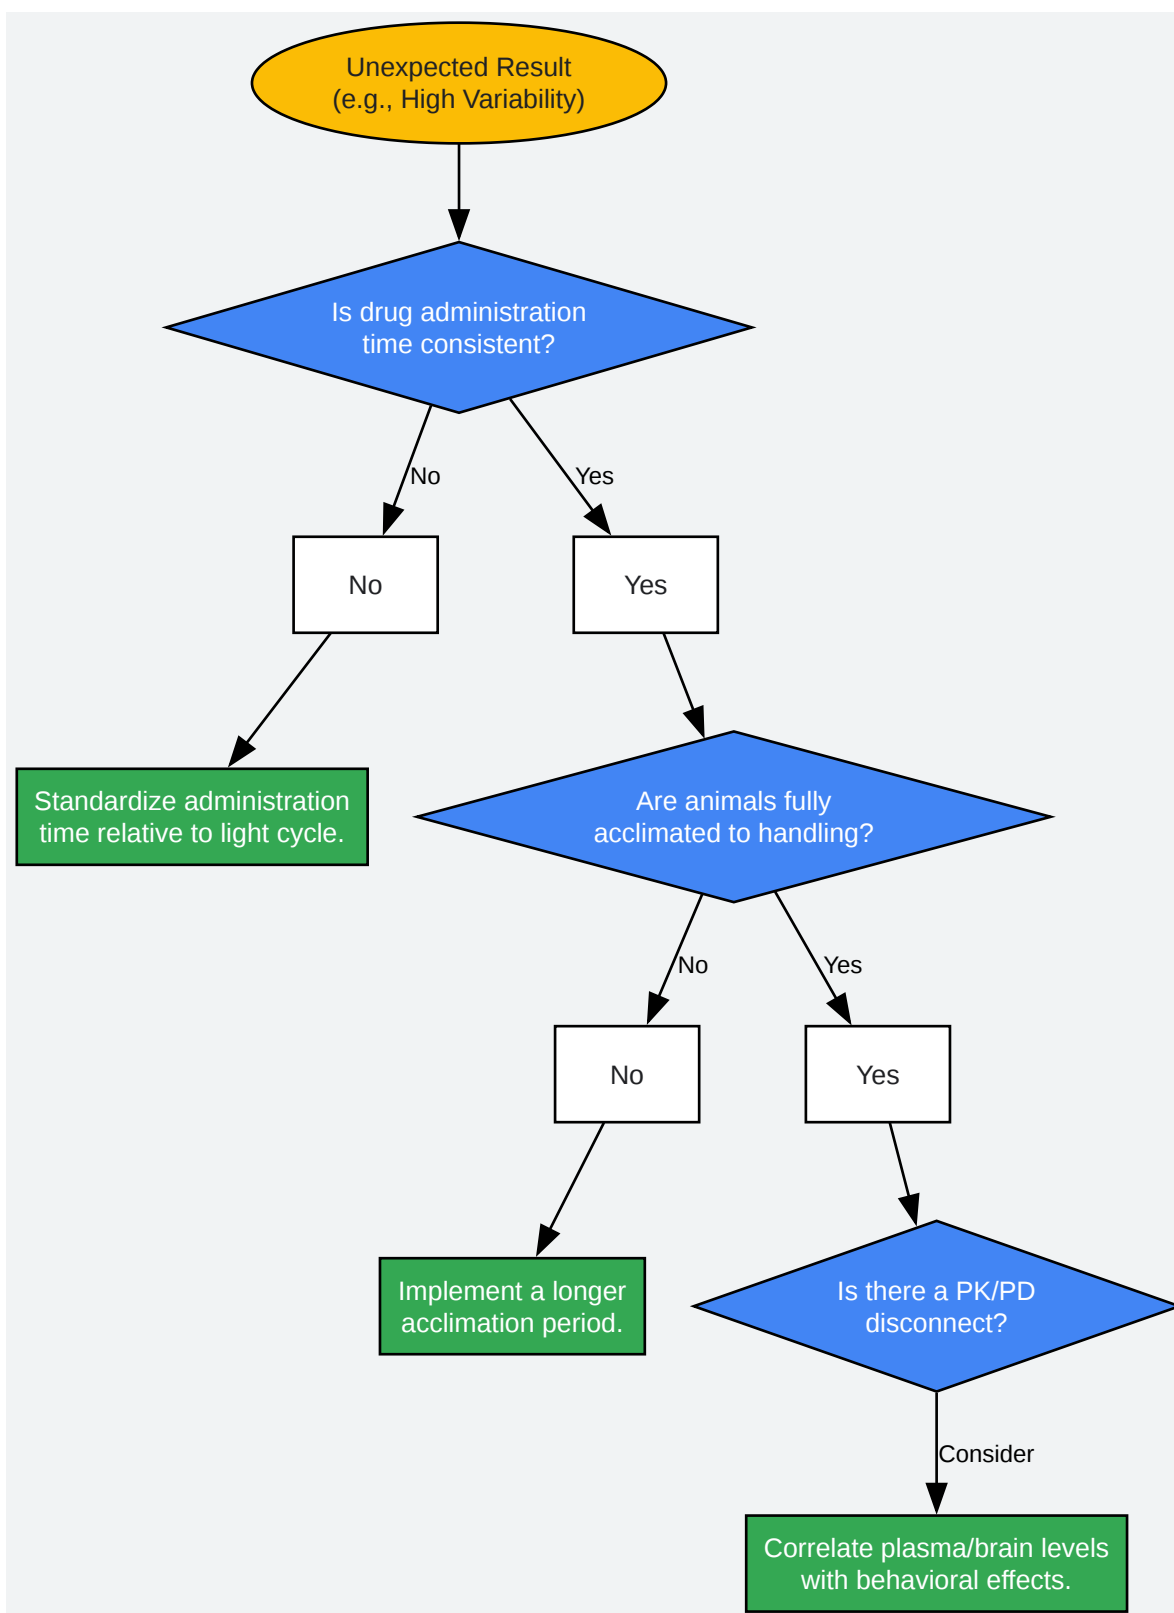 Unexpected Result
(e.g., High Variability)
Is drug administration
time consistent?
No
Yes
No
Yes
Standardize administration
time relative to light cycle.
Are animals fully
acclimated to handling?
No
Yes
No
Yes
Implement a longer
acclimation period.
Is there a PK/PD
disconnect?
Consider
Correlate plasma/brain levels
with behavioral effects.